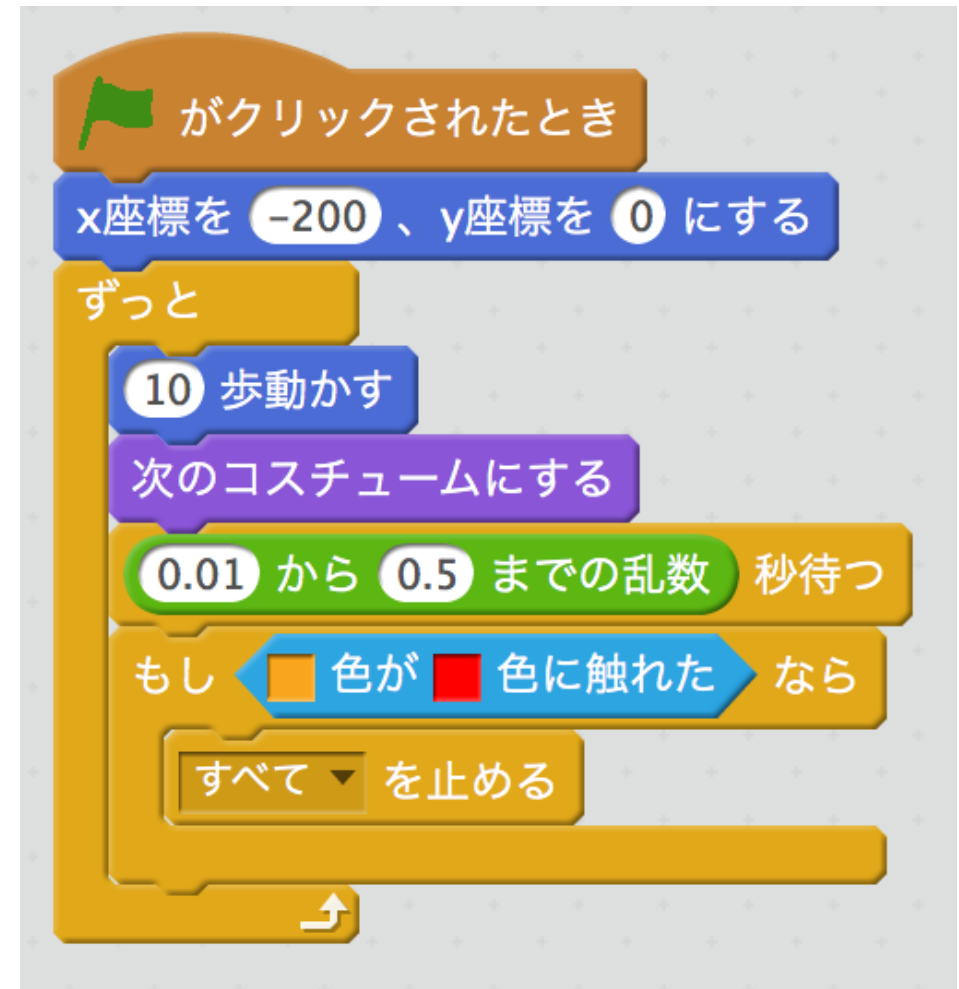 がクリックされたとき
x座標を -200 、y座標を 0 にする
ずっと
10 歩動かす
次のコスチュームにする
0.01 から 0.5 までの乱数 秒待つ
もし 色が 色に触れた なら
すべて を止める